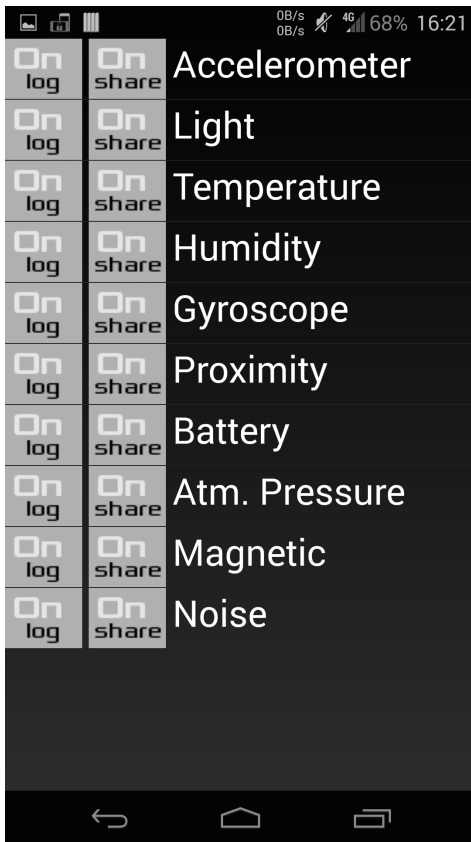 0B/s
0B/s
4G 68% 16:21
On log On share Accelerometer
On log On share Light
On log On share Temperature
On log On share Humidity
On log On share Gyroscope
On log On share Proximity
On log On share Battery
On log On share Atm. Pressure
On log On share Magnetic
On log On share Noise